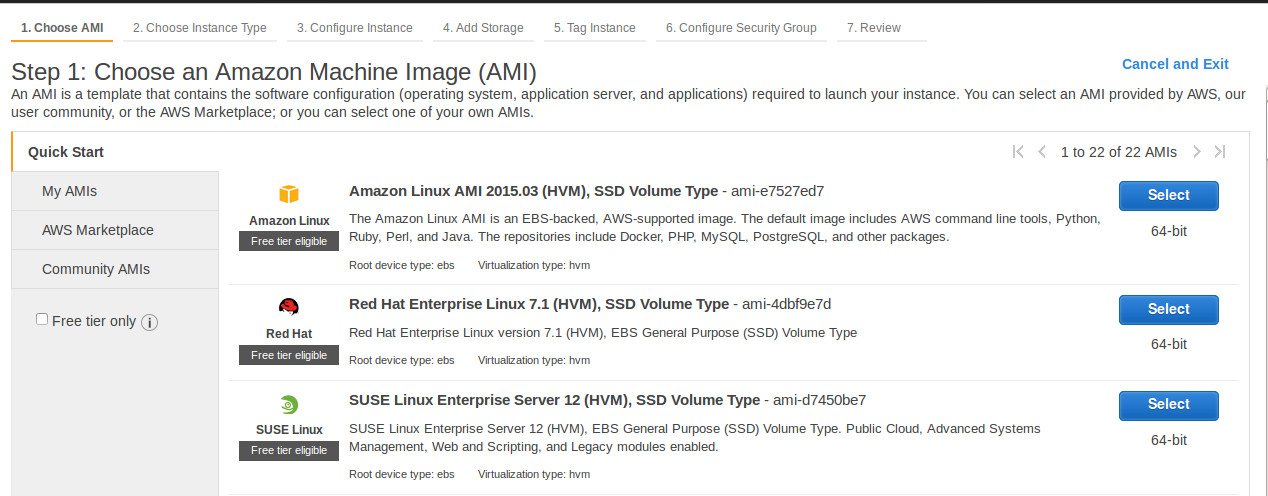 1. Choose AMI 2. Choose Instance Type 3. Configure Instance 4. Add Storage 5. Tag Instance 6. Configure Security Group 7. Review
Step 1: Choose an Amazon Machine Image (AMI)
Cancel and Exit
An AMI is a template that contains the software configuration (operating system, application server, and applications) required to launch your instance. You can select an AMI provided by AWS, our
user community, or the AWS Marketplace; or you can select one of your own AMIs.
Quick Start
1 to 22 of 22 AMIs
My AMIs
AWS Marketplace
Community AMIs
Free tier only
Amazon Linux
Free tier eligible
Amazon Linux AMI 2015.03 (HVM), SSD Volume Type - ami-e7527ed7
The Amazon Linux AMI is an EBS-backed, AWS-supported image. The default image includes AWS command line tools, Python,
Ruby, Perl, and Java. The repositories include Docker, PHP, MySQL, PostgreSQL, and other packages.
Root device type: ebs Virtualization type: hvm
Select
64-bit
Red Hat
Free tier eligible
Red Hat Enterprise Linux 7.1 (HVM), SSD Volume Type - ami-4dbf9e7d
Red Hat Enterprise Linux version 7.1 (HVM), EBS General Purpose (SSD) Volume Type
Root device type: ebs Virtualization type: hvm
Select
64-bit
SUSE Linux
Free tier eligible
SUSE Linux Enterprise Server 12 (HVM), SSD Volume Type - ami-d7450be7
SUSE Linux Enterprise Server 12 (HVM), EBS General Purpose (SSD) Volume Type. Public Cloud, Advanced Systems
Management, Web and Scripting, and Legacy modules enabled.
Root device type: ebs Virtualization type: hvm
Select
64-bit